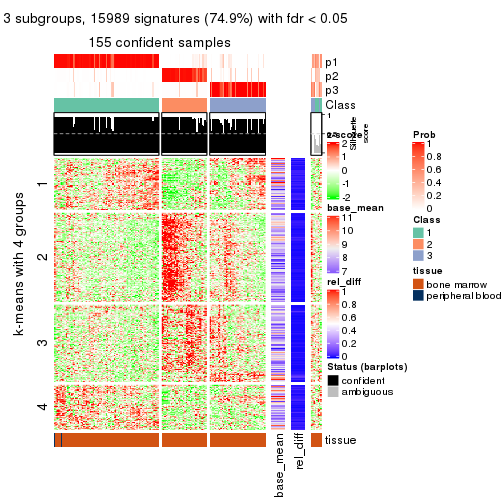 3 subgroups, 15989 signatures (74.9%) with fdr < 0.05
155 confident samples
p1
p2
p3
Class
1
Silhouette
score
z-score
2
1
0
-1
-2
base_mean
11
10
9
8
7
rel_diff
1
0.8
0.6
0.4
0.2
0
Status (barplots)
confident
ambiguous
Prob
1
0.8
0.6
0.4
0.2
0
Class
1
2
3
tissue
bone marrow
peripheral blood
k-means with 4 groups
1
2
3
4
tissue
base_mean
rel_diff